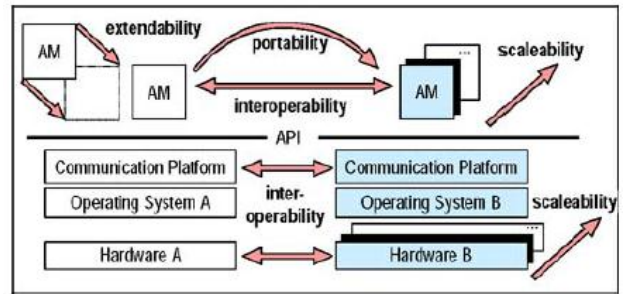 extendability
portability
scaleability
...
AM
AM
AM
interoperability
API
Communication Platform
Communication Platform
inter-
operability
Operating System A
Operating System B
scaleability
...
Hardware A
Hardware B